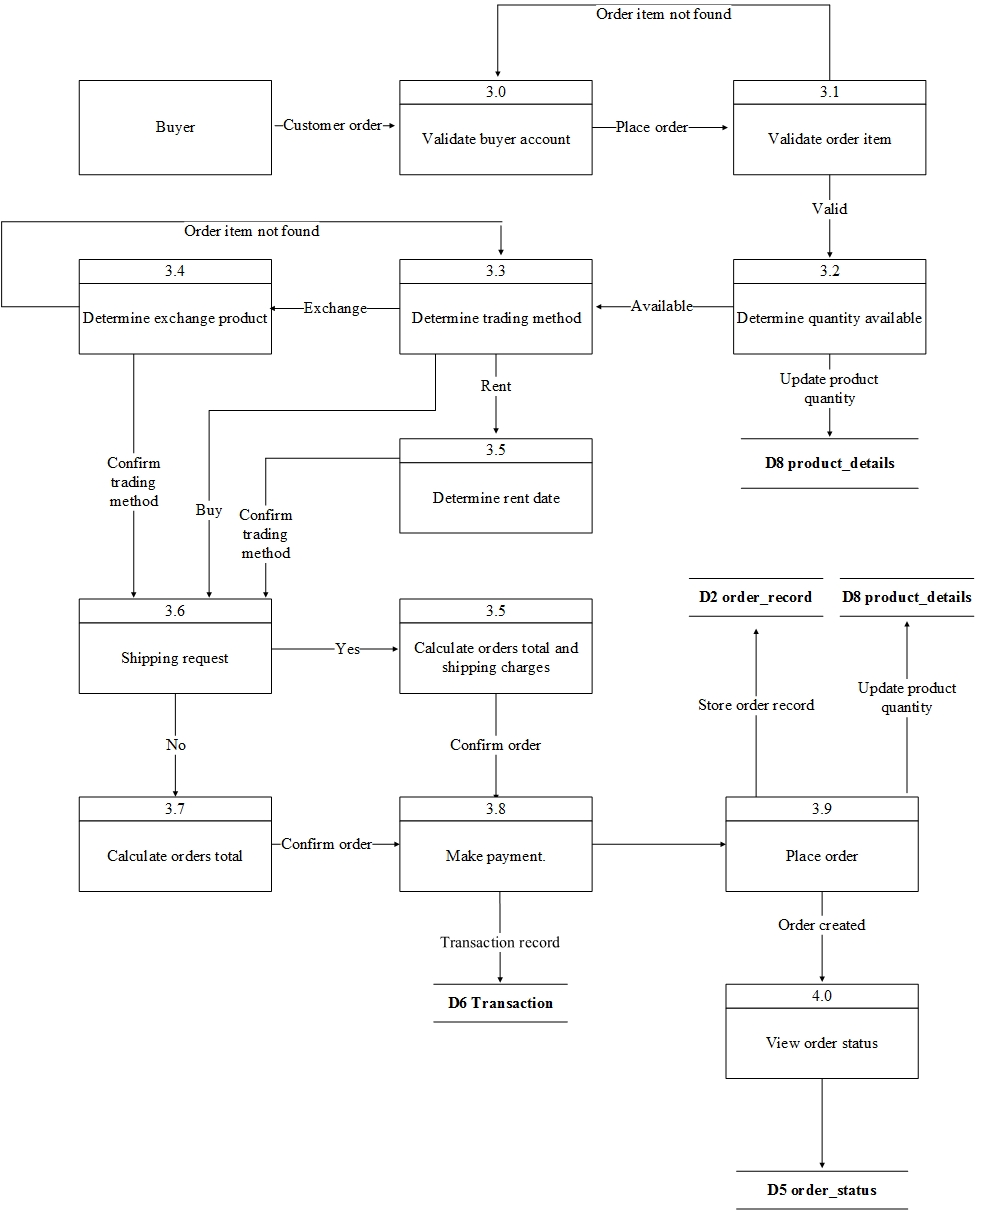 Order item not found
3.0
3.1
Buyer
Customer order
Validate buyer account
Place order
Validate order item
Valid
Order item not found
3.4
3.3
3.2
Determine exchange product
Exchange
Determine trading method
Available
Determine quantity available
Rent
Update product
quantity
3.5
Confirm
trading
method
D8 product_details
Determine rent date
Buy
Confirm
trading
method
D2 order_record
D8 product_details
3.6
3.5
Shipping request
Yes
Calculate orders total and
shipping charges
Update product
quantity
Store order record
No
Confirm order
3.7
3.8
3.9
Calculate orders total
Confirm order
Make payment.
Place order
Order created
Transaction record
D6 Transaction
4.0
View order status
D5 order_status